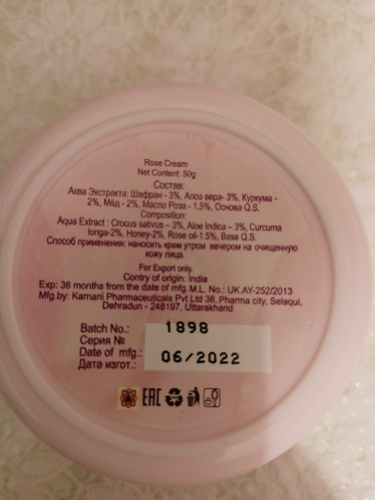 Rose Cream
Net Content: 50g
Состав:
Аква Экстракта: Шафран - 3%, Алоэ вера- 3%, Куркума -
2%, Мёд - 2%, Масло Роза - 1,5%, Основа Q.S.
Composition:
Aqua Extract : Crocus sativus – 3%, Aloe Indica – 3%, Curcuma
longa-2%, Honey-2%, Rose oil-1.5%, Base Q.S.
Способ применения: наносить крем утром вечером на очищенную
кожу лица.
For Export only.
Contry of origin: India
Exp: 36 months from the date of mfg. M.L. No.: UK.AY-252/2013
Mfg.by: Kamani Pharmaceuticals Pvt Ltd 38, Pharma city, Selaqui,
Dehradun - 248197, Uttarakhand
Batch No.: 1898
Серия №
Date of mfg.: 06/2022
Дата изгот.:
EAC